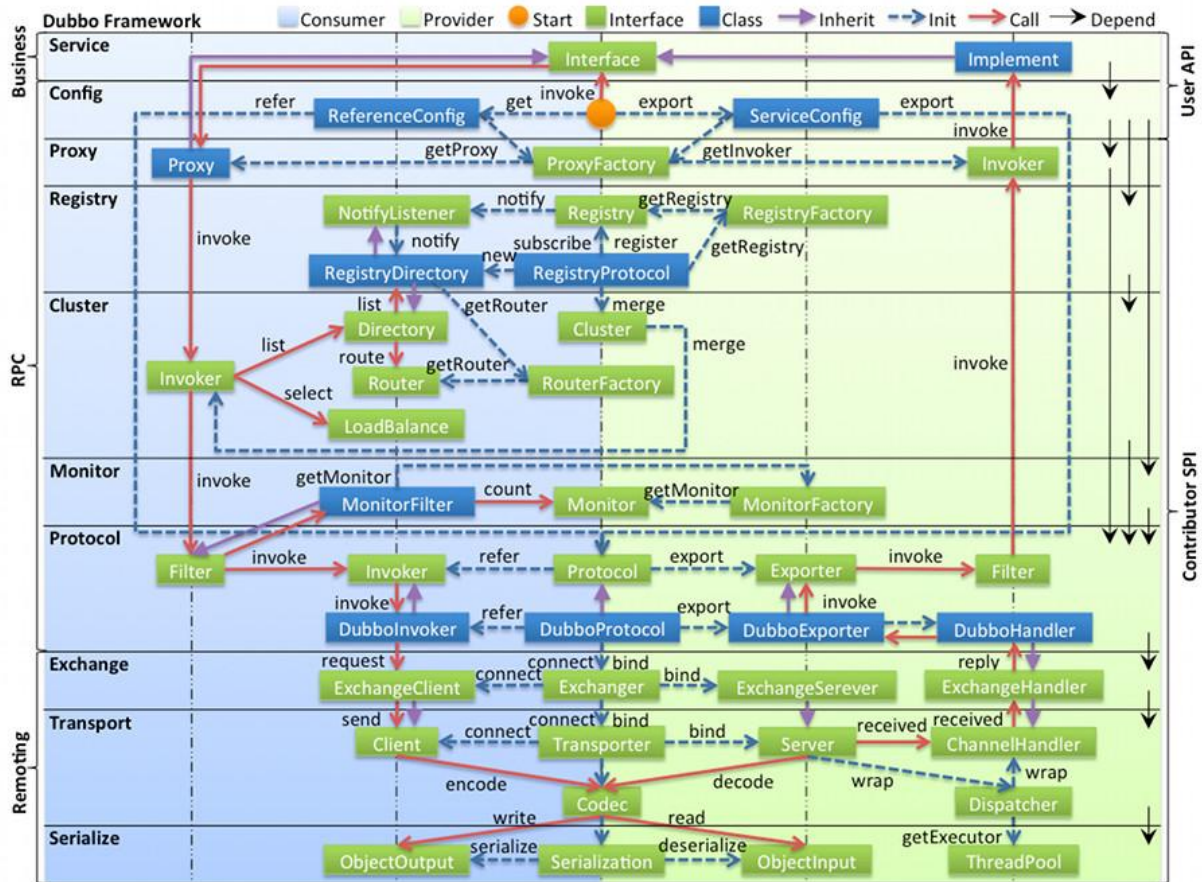 Dubbo Framework
Consumer
Provider
Start
Interface
Class
Inherit
Init
Call
Depend
Business
RPC
Remoting
User API
Contributor SPI
Service
Interface
Implement
Config
refer
ReferenceConfig
get
invoke
export
ServiceConfig
export
invoke
Proxy
Proxy
getProxy
ProxyFactory
getInvoker
Invoker
Registry
NotifyListener
notify
Registry
getRegistry
RegistryFactory
invoke
notify
subscribe
register
getRegistry
new
RegistryDirectory
RegistryProtocol
Cluster
list
getRouter
merge
Directory
Cluster
list
merge
route
getRouter
invoke
Invoker
Router
RouterFactory
select
LoadBalance
Monitor
getMonitor
invoke
MonitorFilter
count
Monitor
getMonitor
MonitorFactory
Protocol
Filter
invoke
Invoker
refer
Protocol
export
Exporter
invoke
Filter
invoke
refer
export
invoke
DubboInvoker
DubboProtocol
DubboExporter
DubboHandler
Exchange
request
connect
bind
reply
ExchangeClient
connect
Exchanger
bind
ExchangeSerever
ExchangeHandler
Transport
send
connect
bind
received
received
Client
connect
Transporter
bind
Server
ChannelHandler
encode
decode
wrap
wrap
Codec
Dispatcher
write
read
getExecutor
Serialize
ObjectOutput
serialize
Serialization
deserialize
ObjectInput
ThreadPool